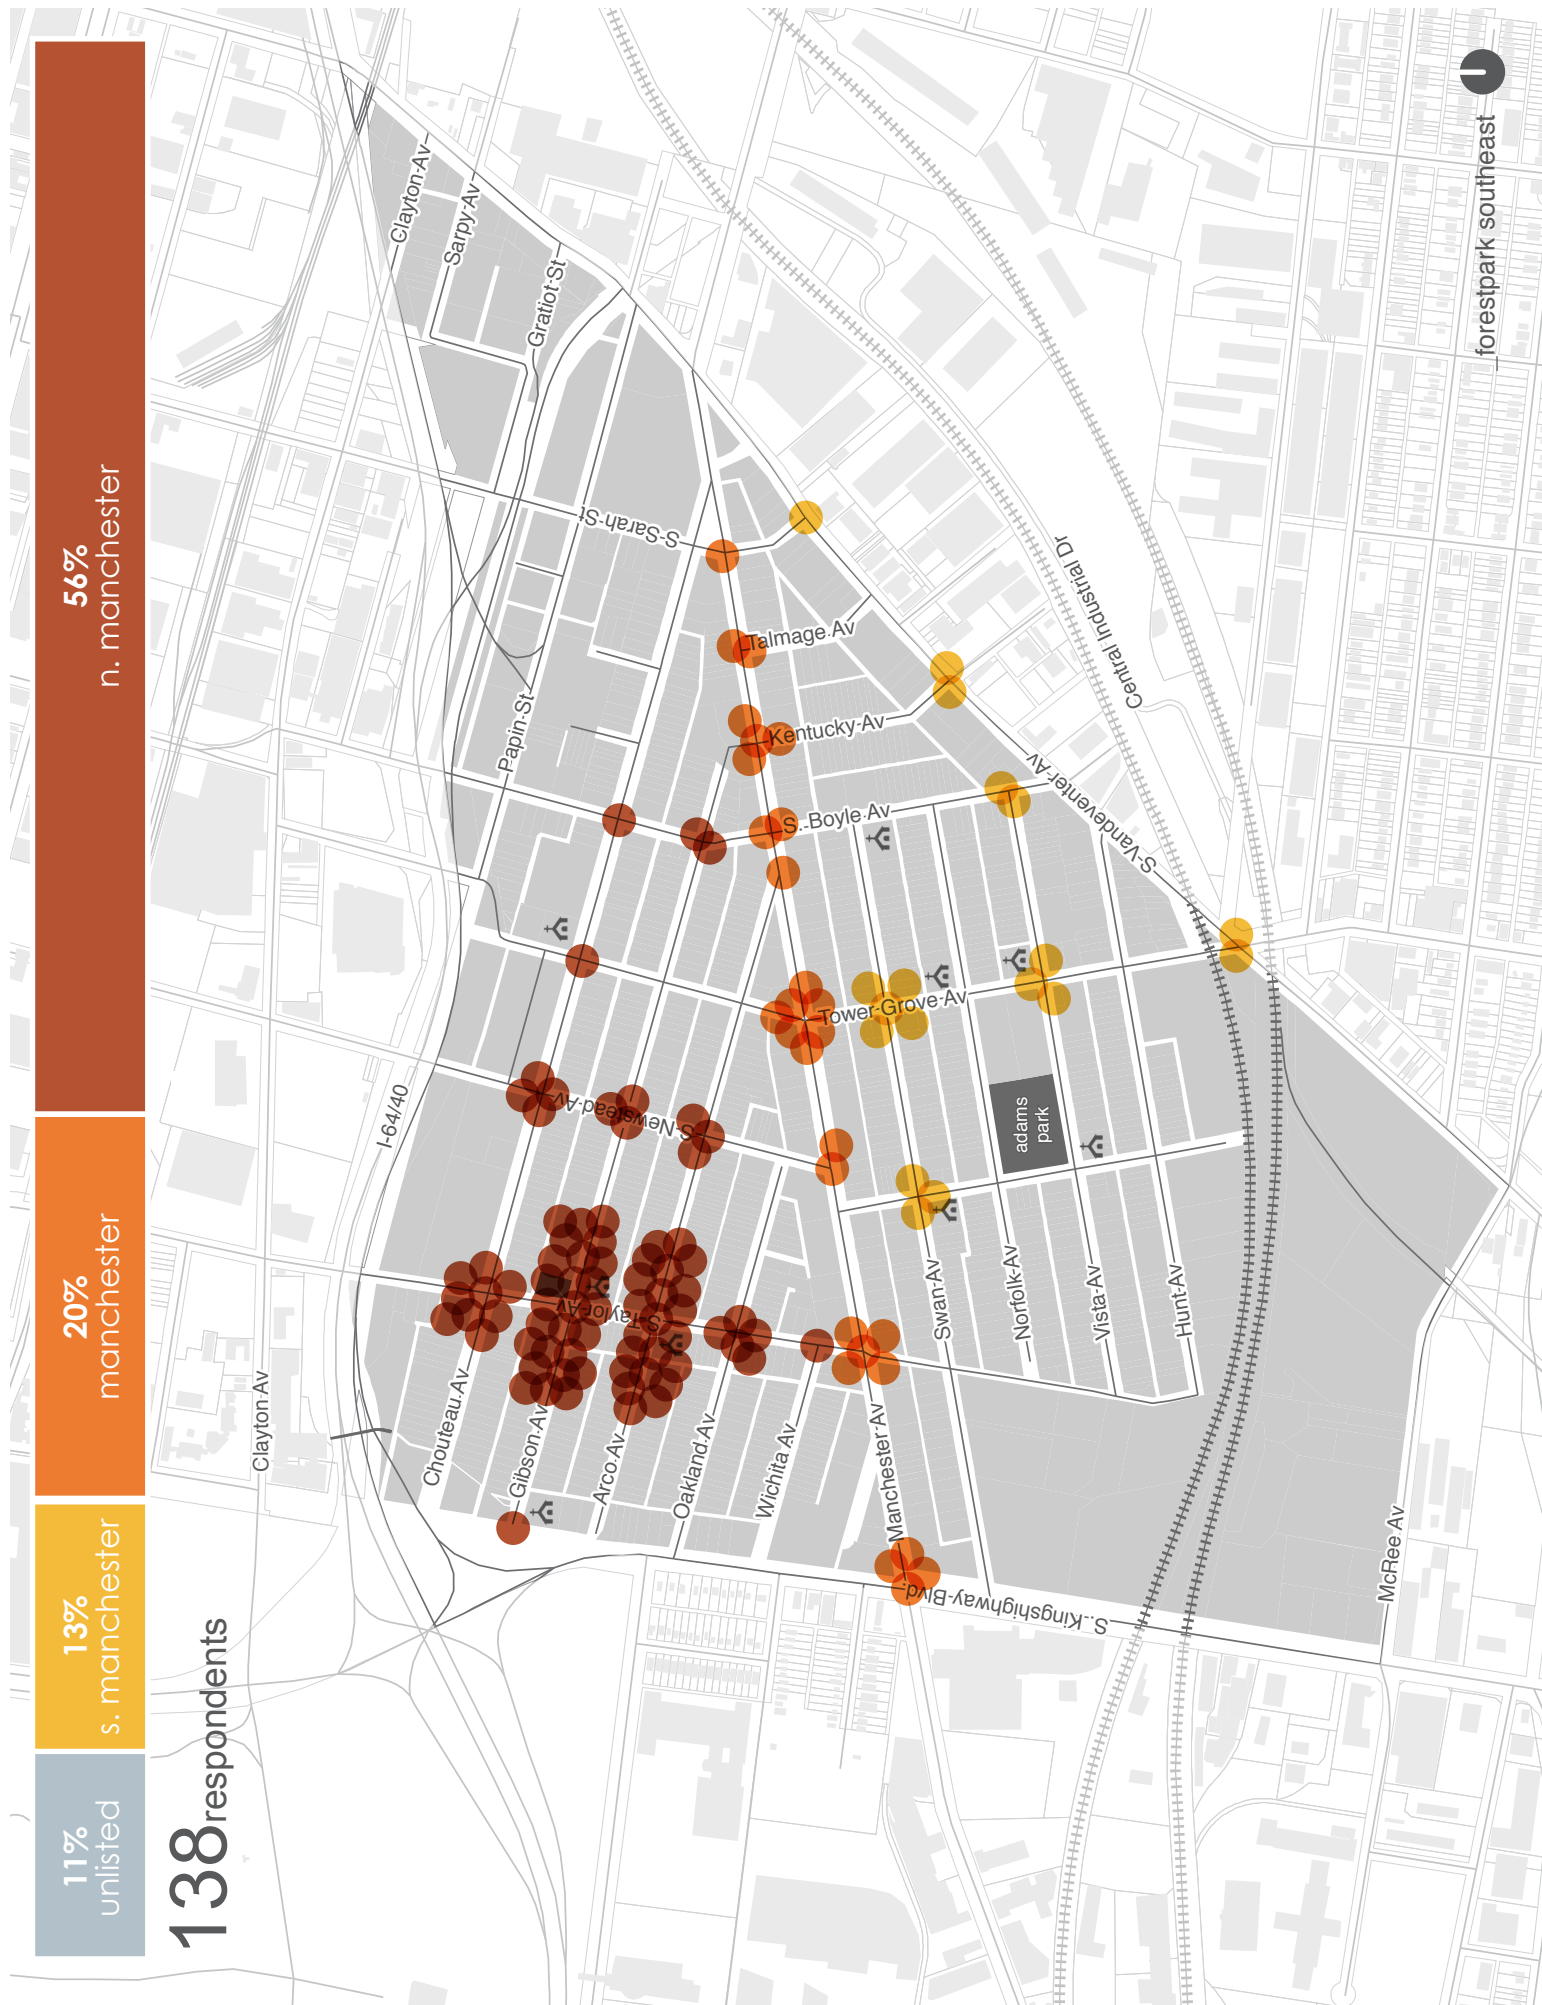 11%
unlisted
13%
s. manchester
20%
manchester
56%
n. manchester
138 respondents
Clayton Av
I-64/40
Clayton Av
Sarpy Av
Gratiot St
S Sarah St
Papin St
Talmage Av
Kentucky Av
S. Boyle Av
Central Industrial Dr
S Vandeventer Av
Tower Grove Av
S Newstead Av
S Taylor Av
adams
park
Chouteau Av
Gibson Av
Arco Av
Oakland Av
Wichita Av
Manchester Av
Swan Av
Norfolk Av
Vista Av
Hunt Av
S. Kingshighway Blvd.
McRee Av
_forestpark southeast